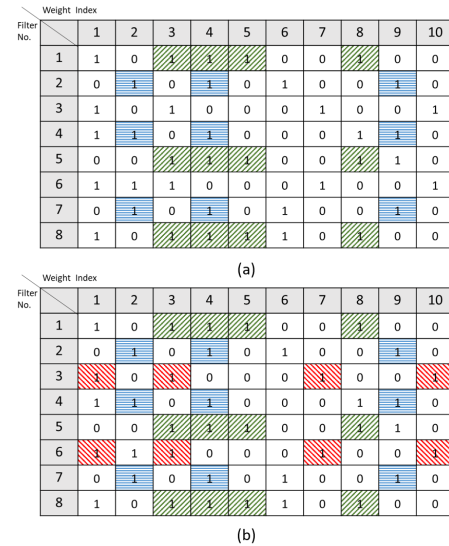 Weight Index
Filter No. 1 2 3 4 5 6 7 8 9 10
1 1 0 1 1 1 0 0 1 0 0
2 0 1 0 1 0 1 0 0 1 0
3 1 0 1 0 0 0 1 0 0 1
4 1 1 0 1 0 0 0 1 1 0
5 0 0 1 1 1 0 0 1 1 0
6 1 1 1 0 0 0 1 0 0 1
7 0 1 0 1 0 1 0 0 1 0
8 1 0 1 1 1 1 0 1 0 0
(a)
Weight Index
Filter No. 1 2 3 4 5 6 7 8 9 10
1 1 0 1 1 1 0 0 1 0 0
2 0 1 0 1 0 1 0 0 1 0
3 1 0 1 0 0 0 1 0 0 1
4 1 1 0 1 0 0 0 1 1 0
5 0 0 1 1 1 0 0 1 1 0
6 1 1 1 0 0 0 1 0 0 1
7 0 1 0 1 0 1 0 0 1 0
8 1 0 1 1 1 1 0 1 0 0
(b)